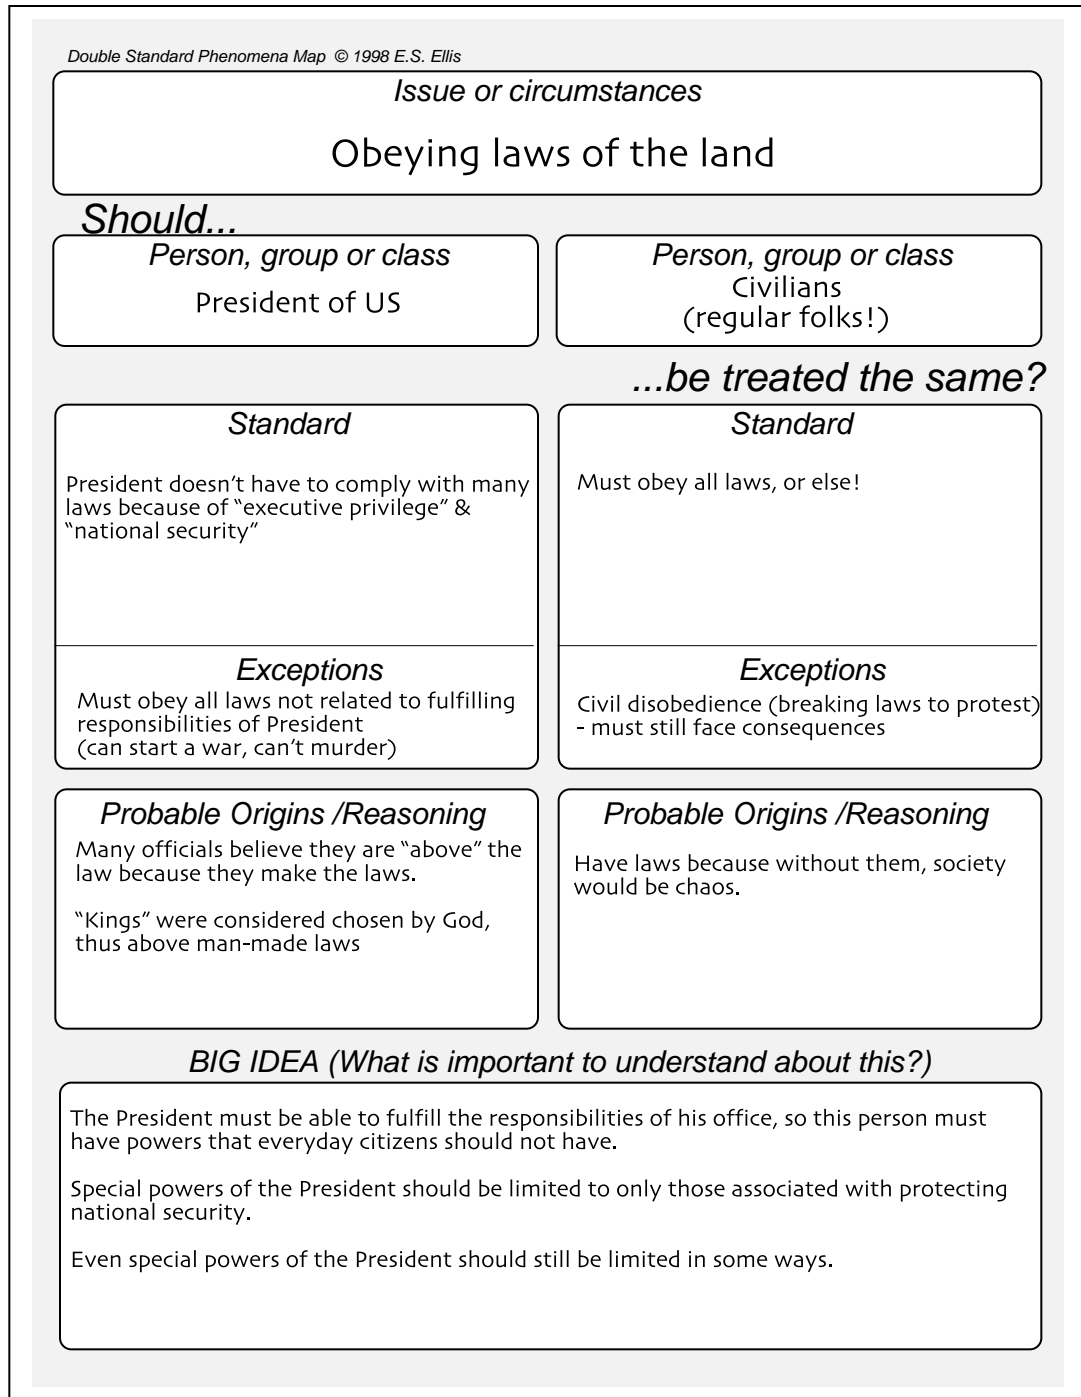 Double Standard Phenomena Map © 1998 E.S. Ellis
Issue or circumstances
Obeying laws of the land
Should...
Person, group or class
President of US
Person, group or class
Civilians
(regular folks!)
...be treated the same?
Standard
President doesn’t have to comply with many
laws because of “executive privilege” &
“national security”
Exceptions
Must obey all laws not related to fulfilling
responsibilities of President
(can start a war, can’t murder)
Standard
Must obey all laws, or else!
Exceptions
Civil disobedience (breaking laws to protest)
- must still face consequences
Probable Origins /Reasoning
Many officials believe they are “above” the
law because they make the laws.
“Kings” were considered chosen by God,
thus above man-made laws
Probable Origins /Reasoning
Have laws because without them, society
would be chaos.
BIG IDEA (What is important to understand about this?)
The President must be able to fulfill the responsibilities of his office, so this person must
have powers that everyday citizens should not have.
Special powers of the President should be limited to only those associated with protecting
national security.
Even special powers of the President should still be limited in some ways.